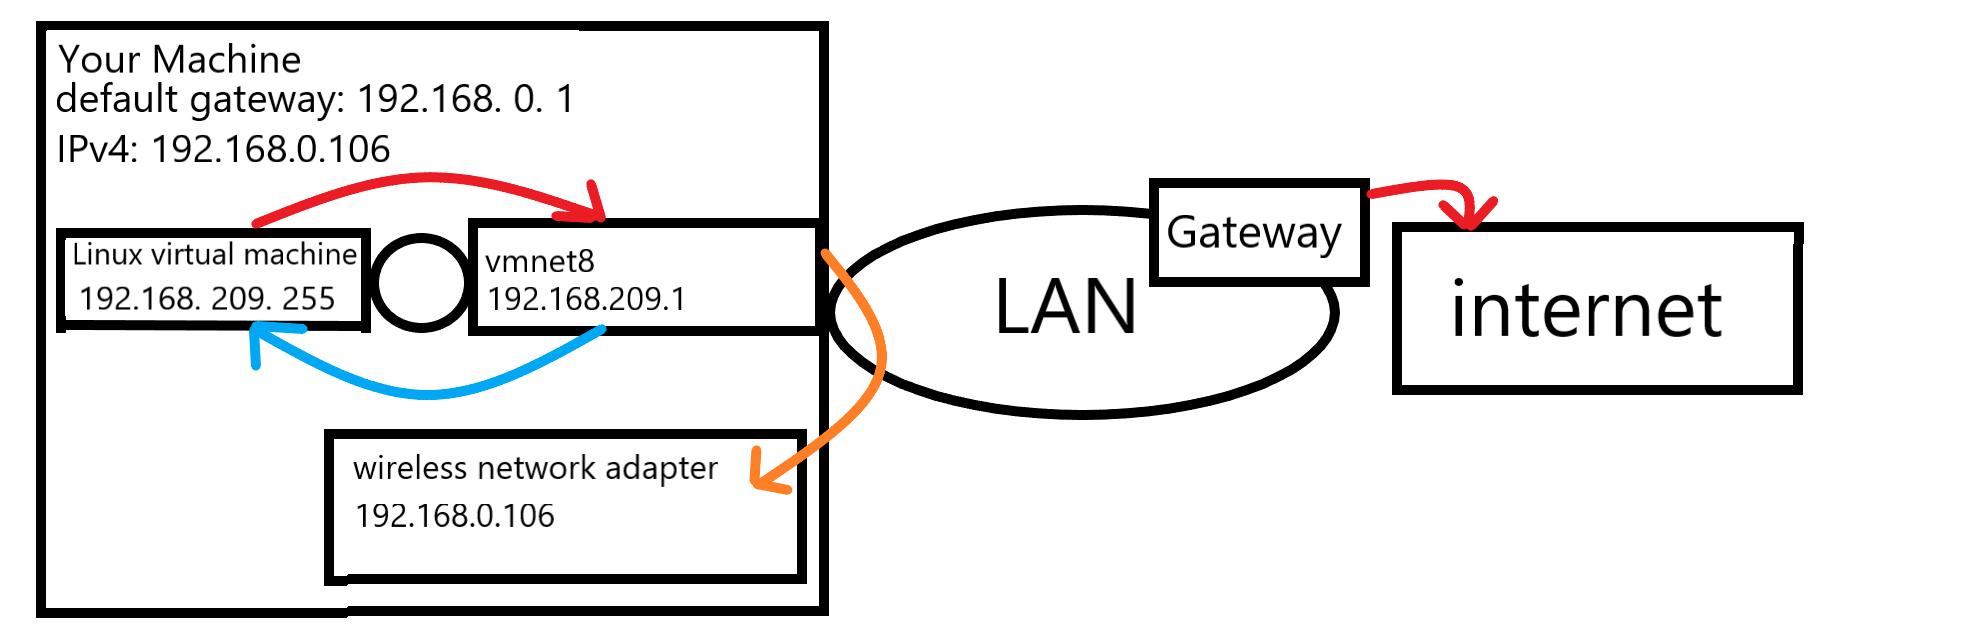 Your Machine
default gateway: 192.168. 0. 1
IPv4: 192.168.0.106
Linux virtual machine
192.168. 209. 255
vmnet8
192.168.209.1
wireless network adapter
192.168.0.106
LAN
Gateway
internet